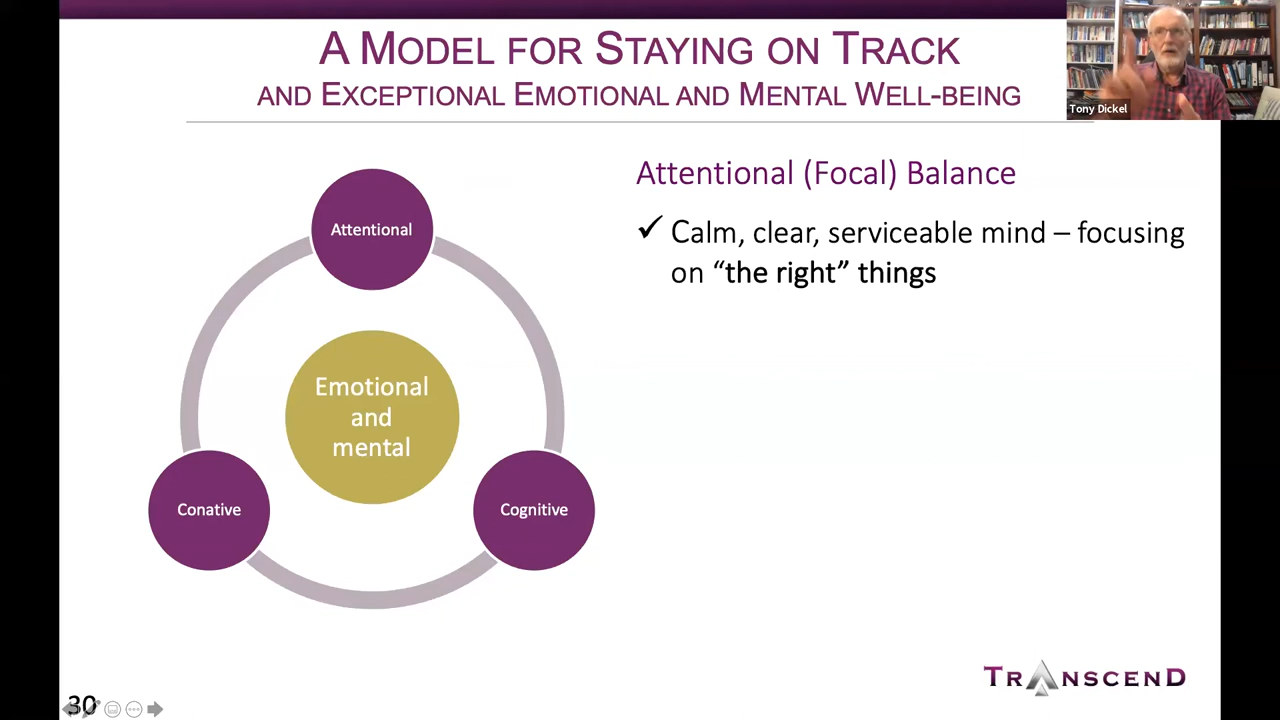 A MODEL FOR STAYING ON TRACK
AND EXCEPTIONAL EMOTIONAL AND MENTAL WELL-BEING
Tony Dickel
Attentional (Focal) Balance
✓ Calm, clear, serviceable mind – focusing
on “the right” things
Attentional
Emotional
and
mental
Conative
Cognitive
TRANSCEND
30